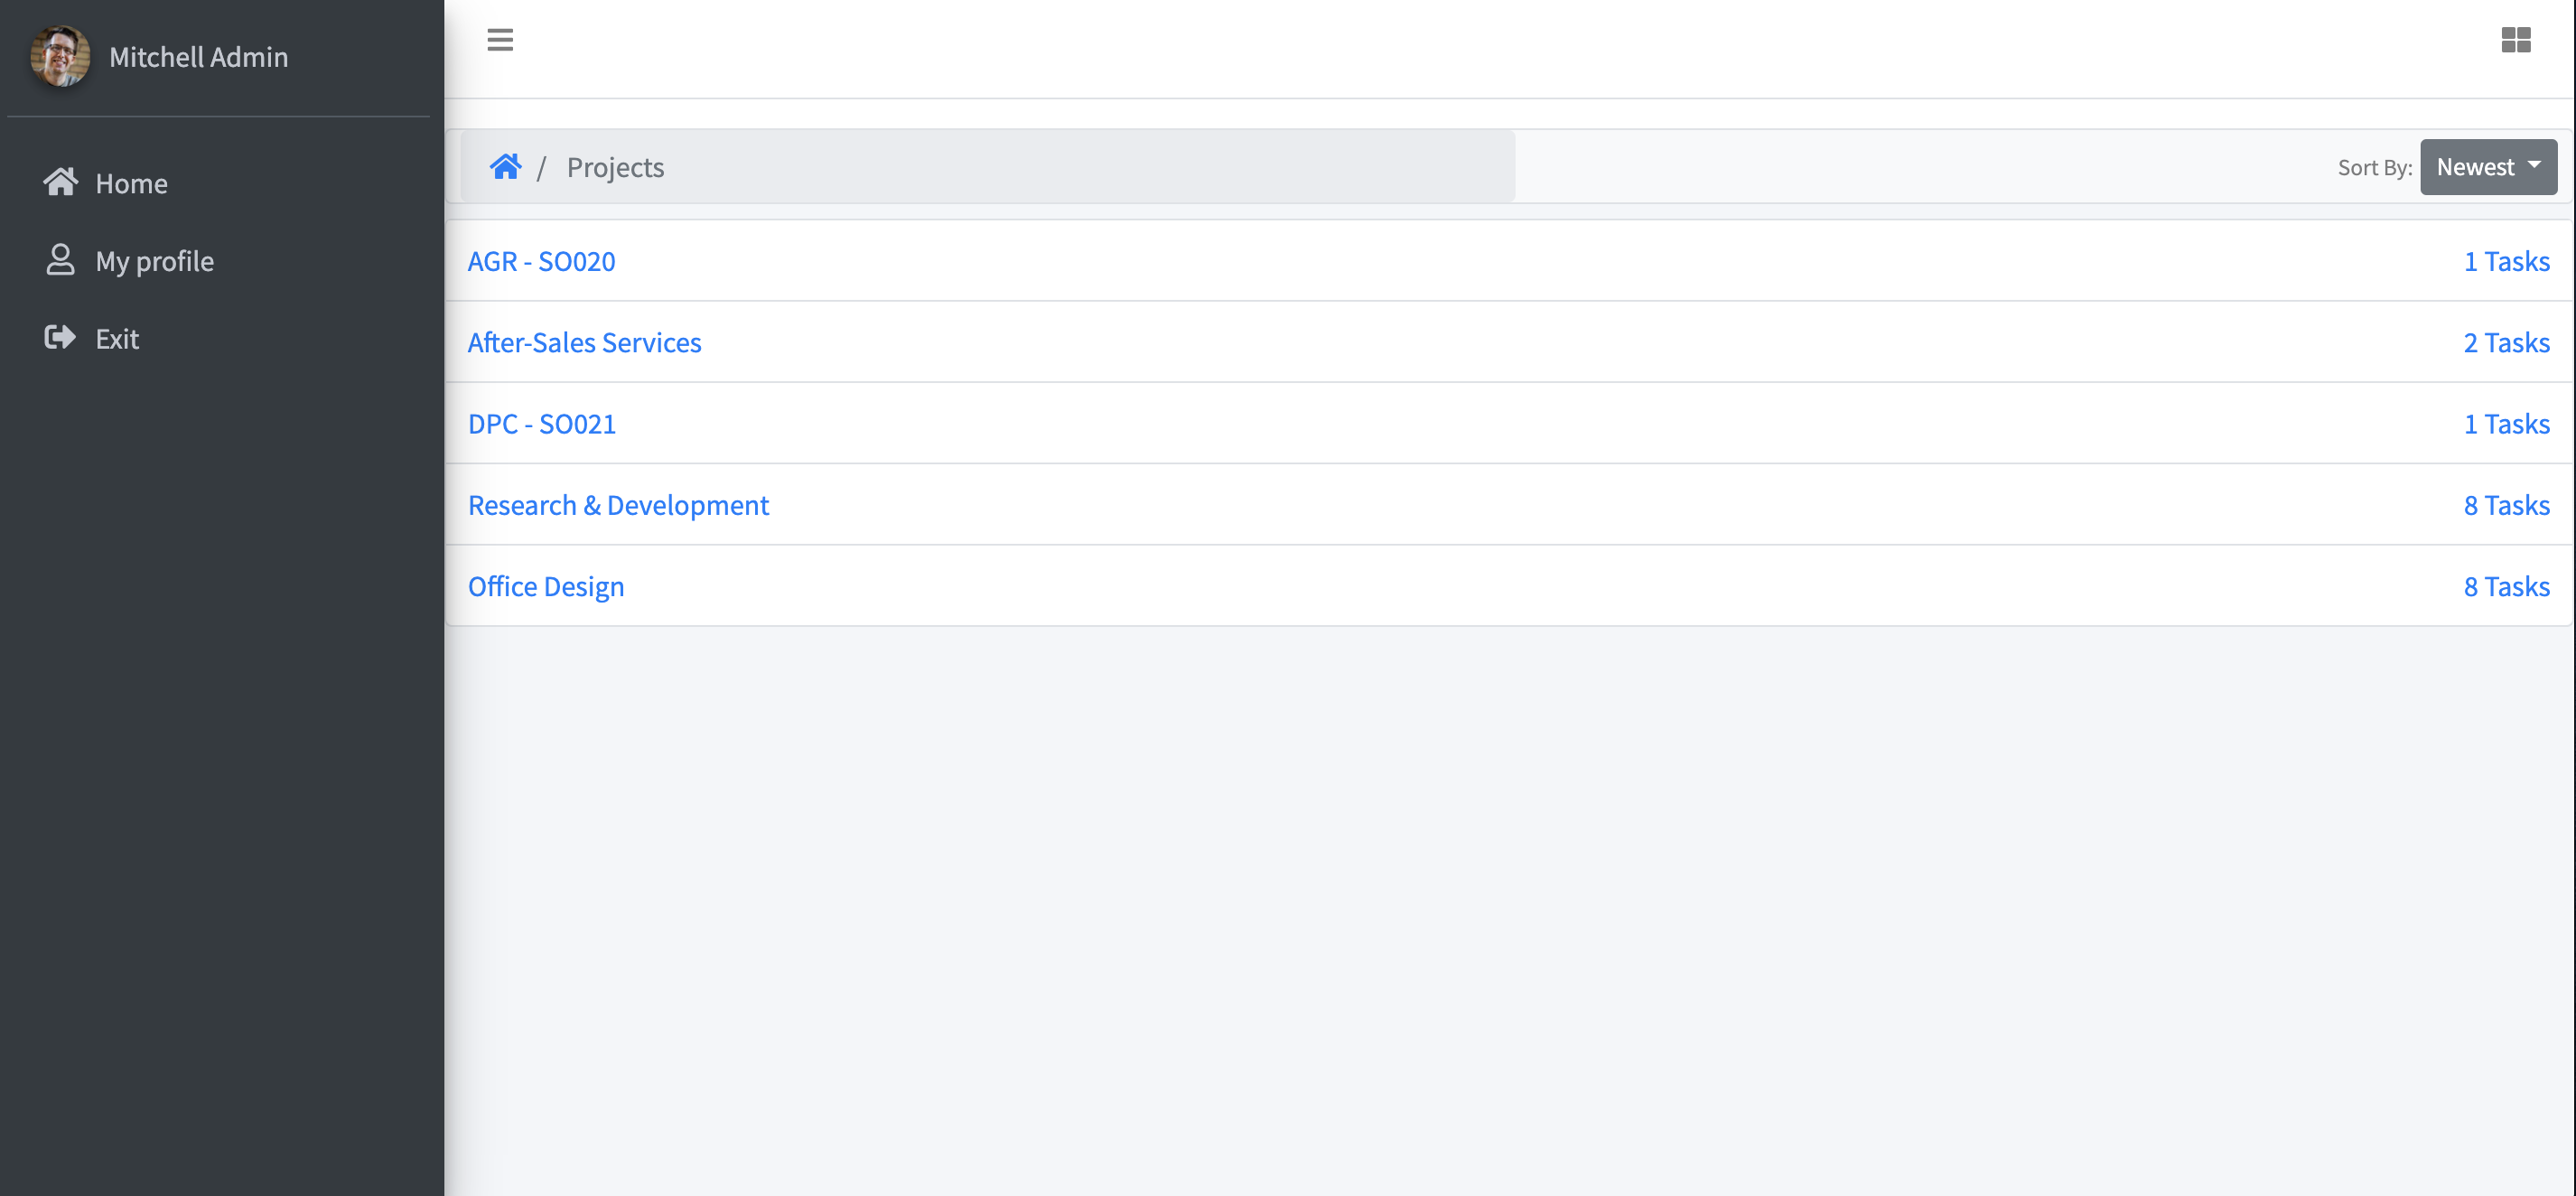 Mitchell Admin
Home
My profile
Exit
/ Projects
Sort By: Newest
AGR - SO020 1 Tasks
After-Sales Services 2 Tasks
DPC - SO021 1 Tasks
Research & Development 8 Tasks
Office Design 8 Tasks